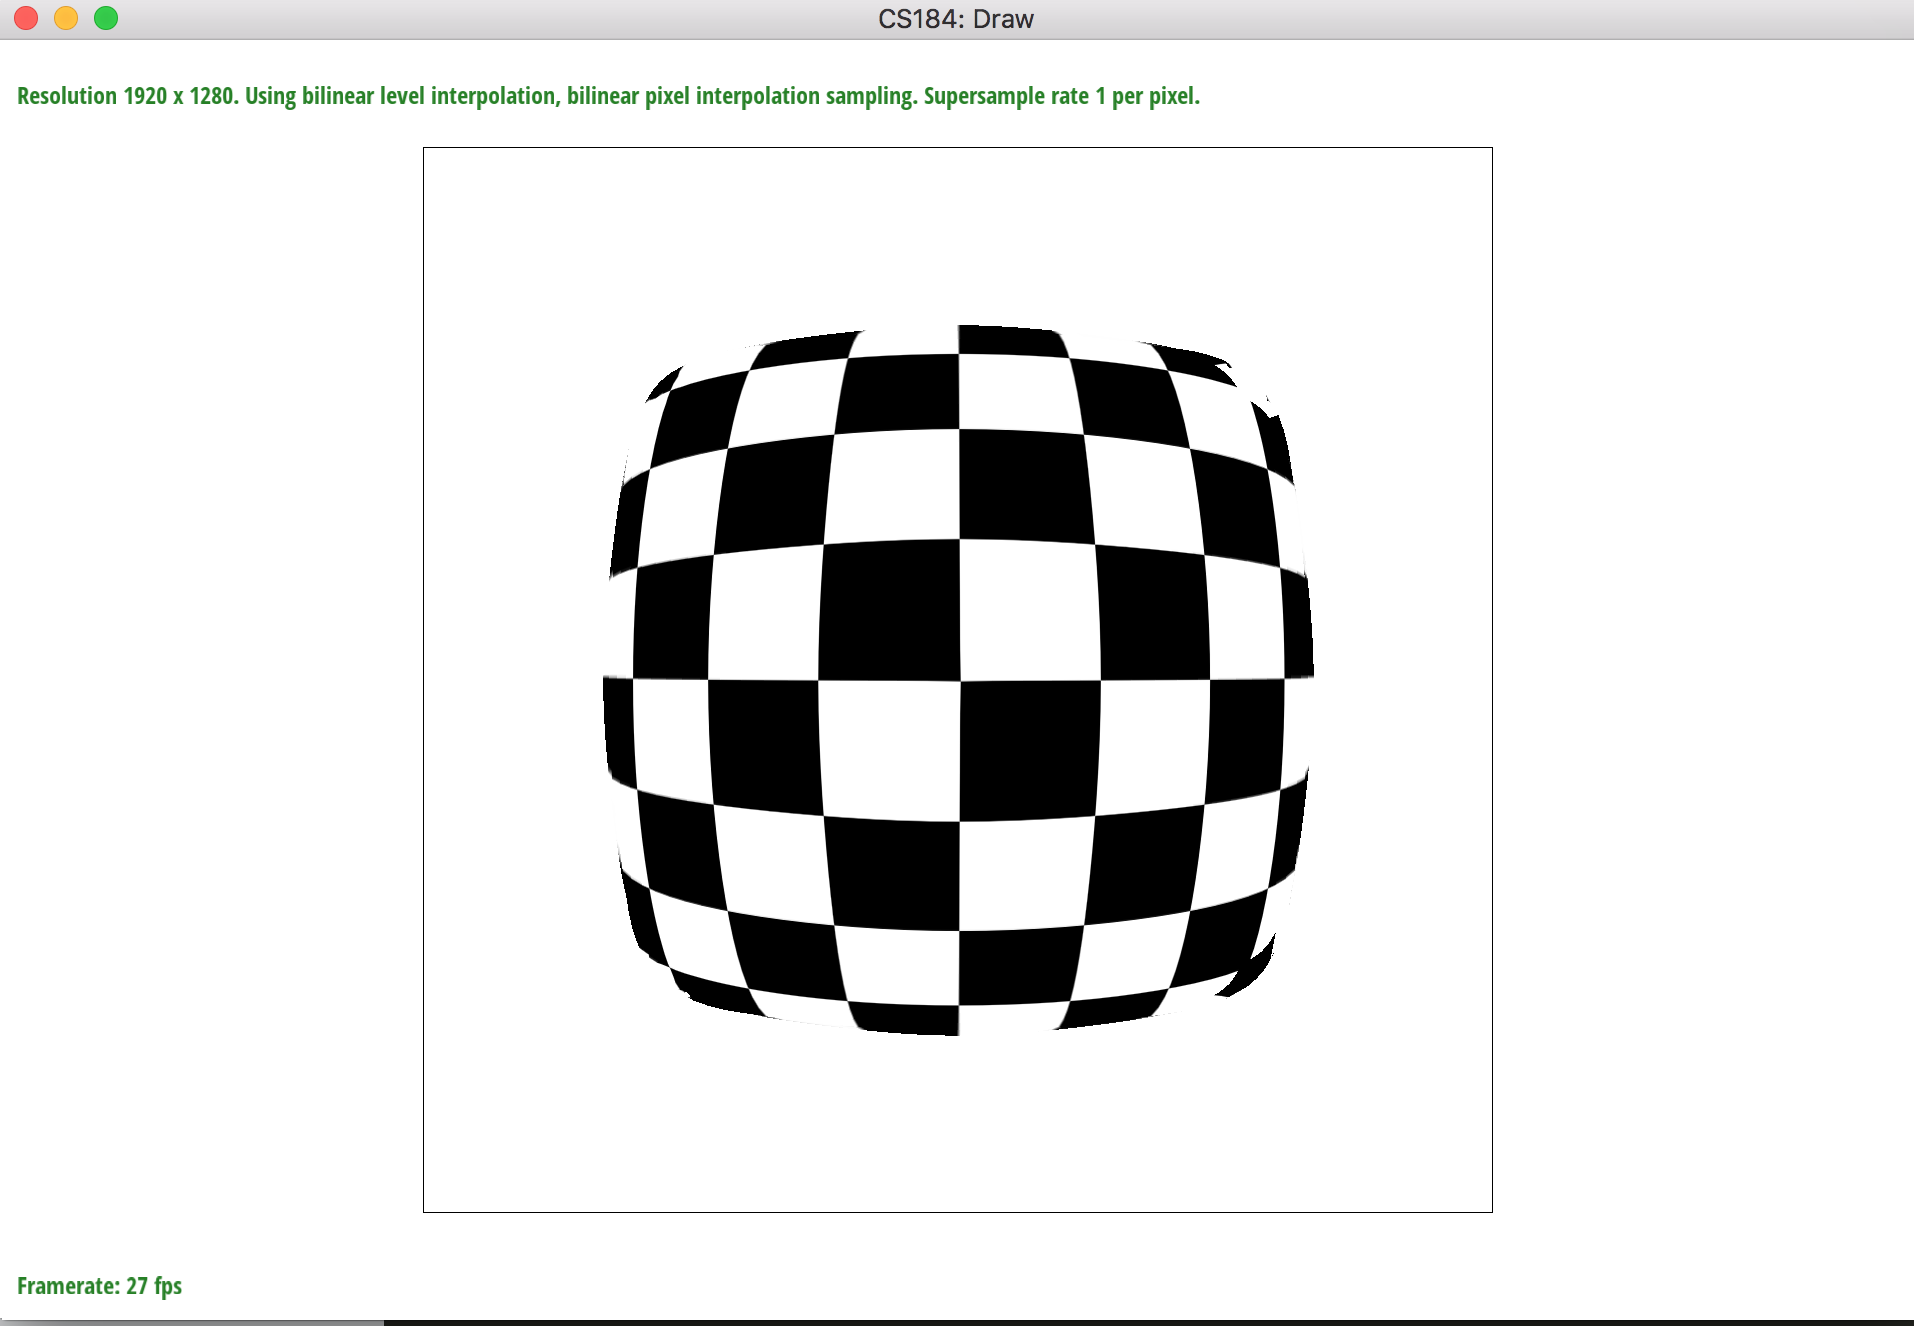 CS184: Draw
Resolution 1920 x 1280. Using bilinear level interpolation, bilinear pixel interpolation sampling. Supersample rate 1 per pixel.
Framerate: 27 fps